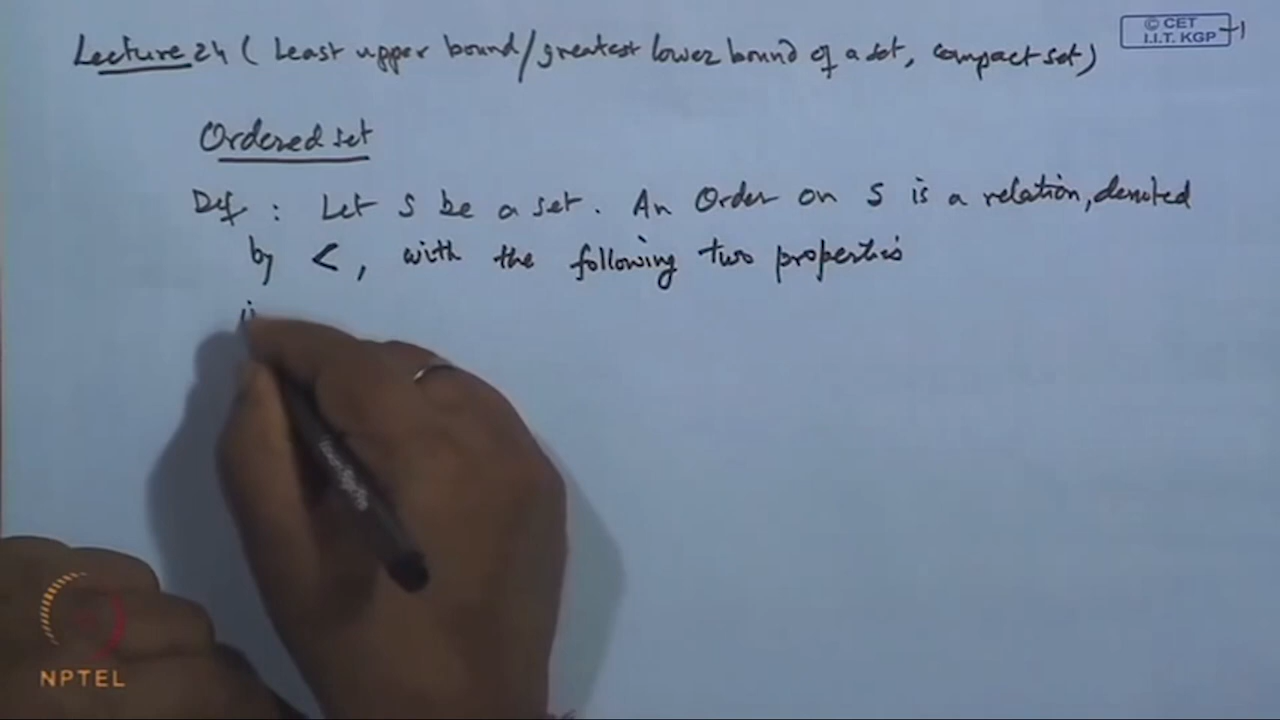 © CET
I.I.T. KGP
Lecture 24 ( Least upper bound/greatest lower bound of a set, compact set)
Ordered set
Def : Let S be a set. An Order on S is a relation, denoted
by <, with the following two properties
NPTEL